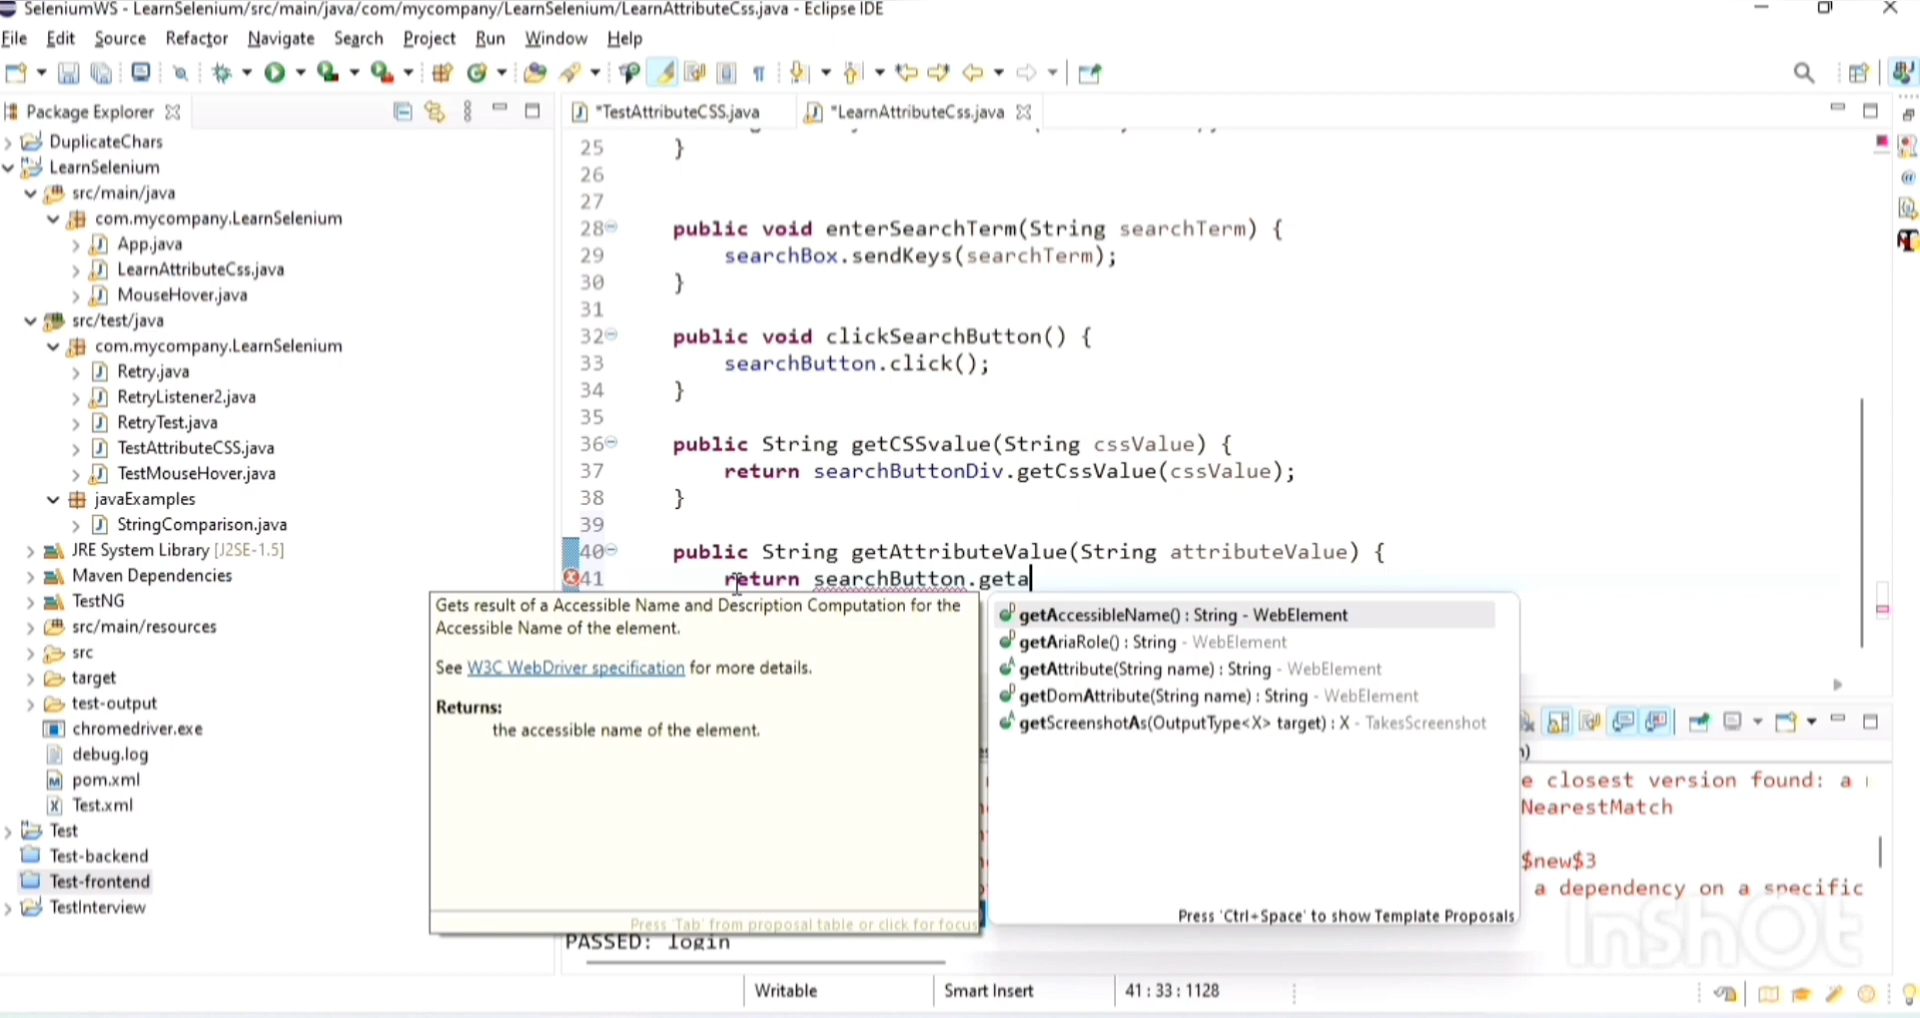 SeleniumWS - LearnSelenium/src/main/java/com/mycompany/LearnSelenium/LearnAttributeCss.java - Eclipse IDE
File Edit Source Refactor Navigate Search Project Run Window Help
Package Explorer
DuplicateChars
LearnSelenium
src/main/java
com.mycompany.LearnSelenium
App.java
LearnAttributeCss.java
MouseHover.java
src/test/java
com.mycompany.LearnSelenium
Retry.java
RetryListener2.java
RetryTest.java
TestAttributeCSS.java
TestMouseHover.java
javaExamples
StringComparison.java
JRE System Library [J2SE-1.5]
Maven Dependencies
TestNG
src/main/resources
src
target
test-output
chromedriver.exe
debug.log
pom.xml
Test.xml
Test
Test-backend
Test-frontend
TestInterview
*TestAttributeCSS.java *LearnAttributeCss.java
25 }
26
27
28 public void enterSearchTerm(String searchTerm) {
29 searchBox.sendKeys(searchTerm);
30 }
31
32 public void clickSearchButton() {
33 searchButton.click();
34 }
35
36 public String getCSSvalue(String cssValue) {
37 return searchButtonDiv.getCssValue(cssValue);
38 }
39
40 public String getAttributeValue(String attributeValue) {
41 return searchButton.geta
Gets result of a Accessible Name and Description Computation for the
Accessible Name of the element.
See W3C WebDriver specification for more details.
Returns:
the accessible name of the element.
Press 'Tab' from proposal table or click for focus
getAccessibleName() : String - WebElement
getAriaRole() : String - WebElement
getAttribute(String name) : String - WebElement
getDomAttribute(String name) : String - WebElement
getScreenshotAs(OutputType<X> target) : X - TakesScreenshot
Press 'Ctrl+Space' to show Template Proposals
e closest version found: a
NearestMatch
$new$3
a dependency on a specific
PASSED: login
InShOt
Writable Smart Insert 41 : 33 : 1128